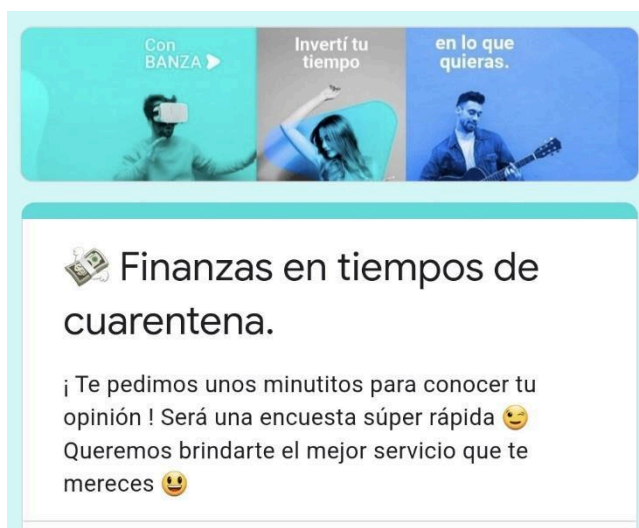 Con
BANZA
Invertí tu
tiempo
en lo que
quieras.
💸 Finanzas en tiempos de
cuarentena.
¡ Te pedimos unos minutitos para conocer tu
opinión ! Será una encuesta súper rápida 😉
Queremos brindarte el mejor servicio que te
mereces 😃